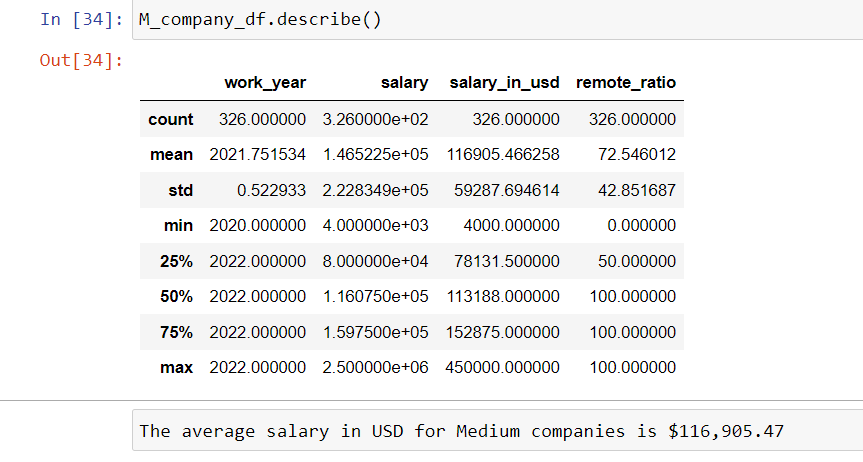 In [34]: M_company_df.describe()
Out[34]:
work_year salary salary_in_usd remote_ratio
count 326.000000 3.260000e+02 326.000000 326.000000
mean 2021.751534 1.465225e+05 116905.466258 72.546012
std 0.522933 2.228349e+05 59287.694614 42.851687
min 2020.000000 4.000000e+03 4000.000000 0.000000
25% 2022.000000 8.000000e+04 78131.500000 50.000000
50% 2022.000000 1.160750e+05 113188.000000 100.000000
75% 2022.000000 1.597500e+05 152875.000000 100.000000
max 2022.000000 2.500000e+06 450000.000000 100.000000
The average salary in USD for Medium companies is $116,905.47